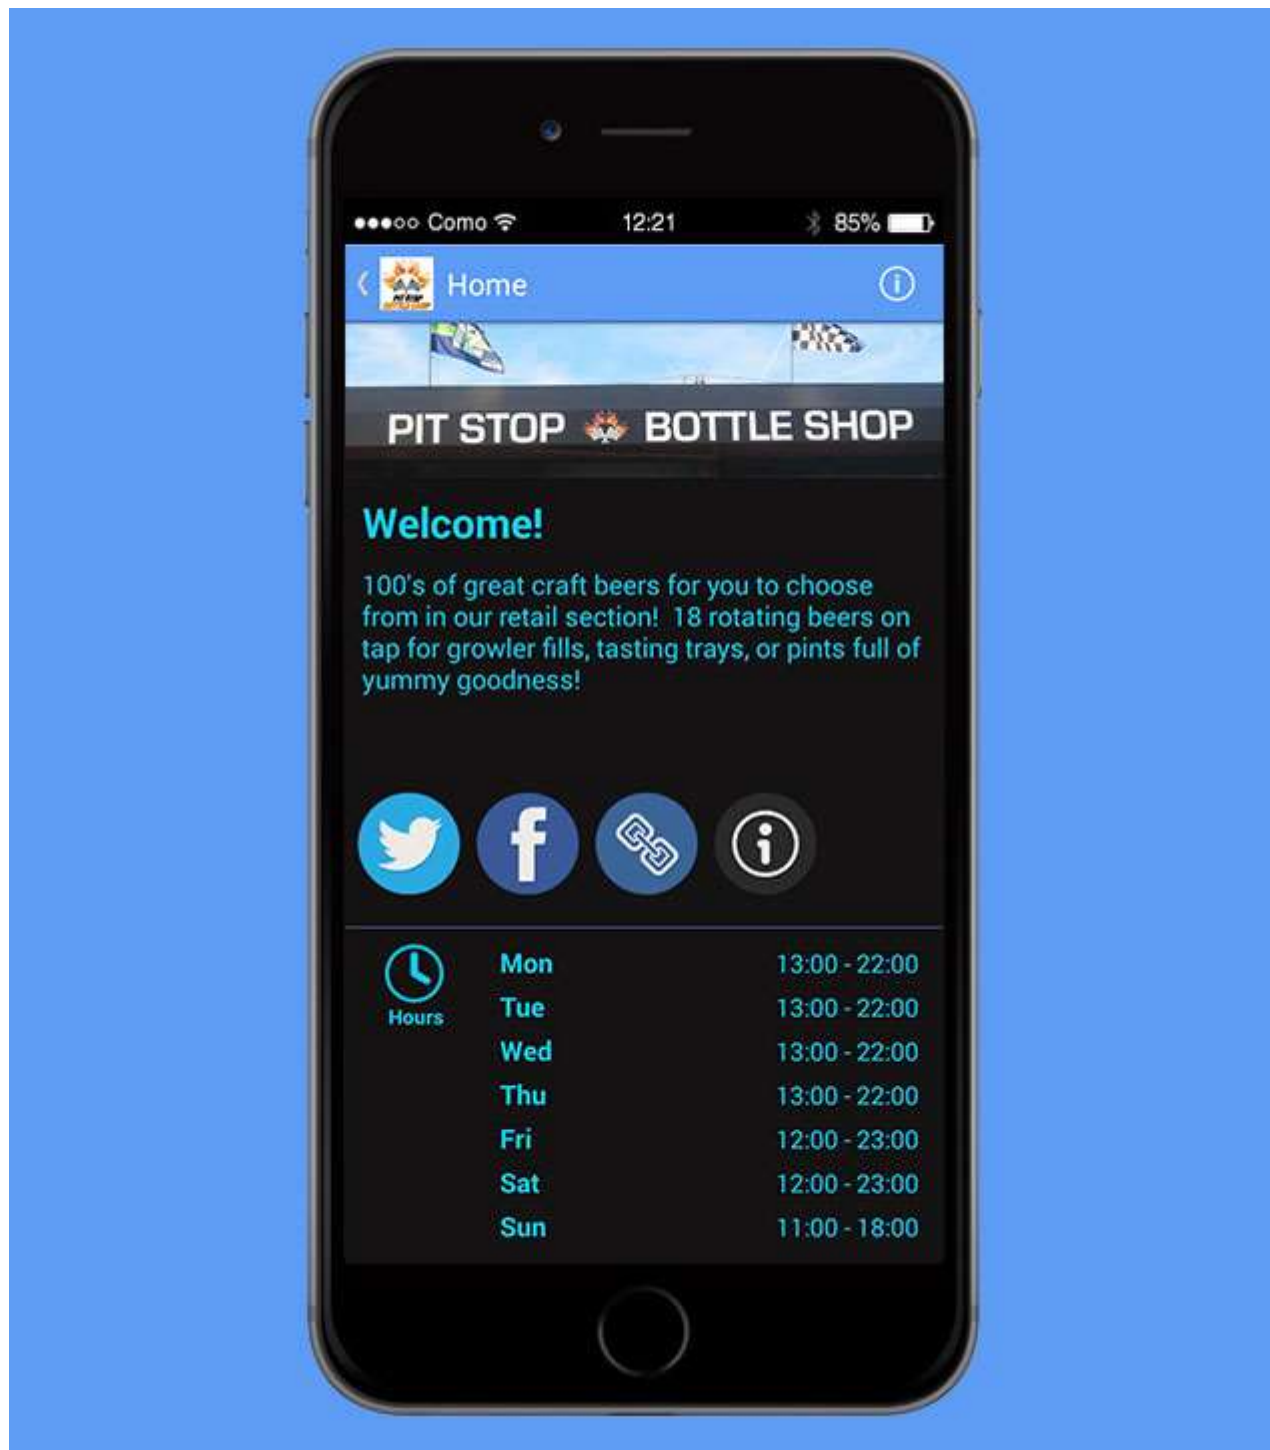 Como 12:21 85%
Home
PIT STOP BOTTLE SHOP
Welcome!
100's of great craft beers for you to choose
from in our retail section!  18 rotating beers on
tap for growler fills, tasting trays, or pints full of
yummy goodness!
Hours
Mon 13:00 - 22:00
Tue 13:00 - 22:00
Wed 13:00 - 22:00
Thu 13:00 - 22:00
Fri 12:00 - 23:00
Sat 12:00 - 23:00
Sun 11:00 - 18:00